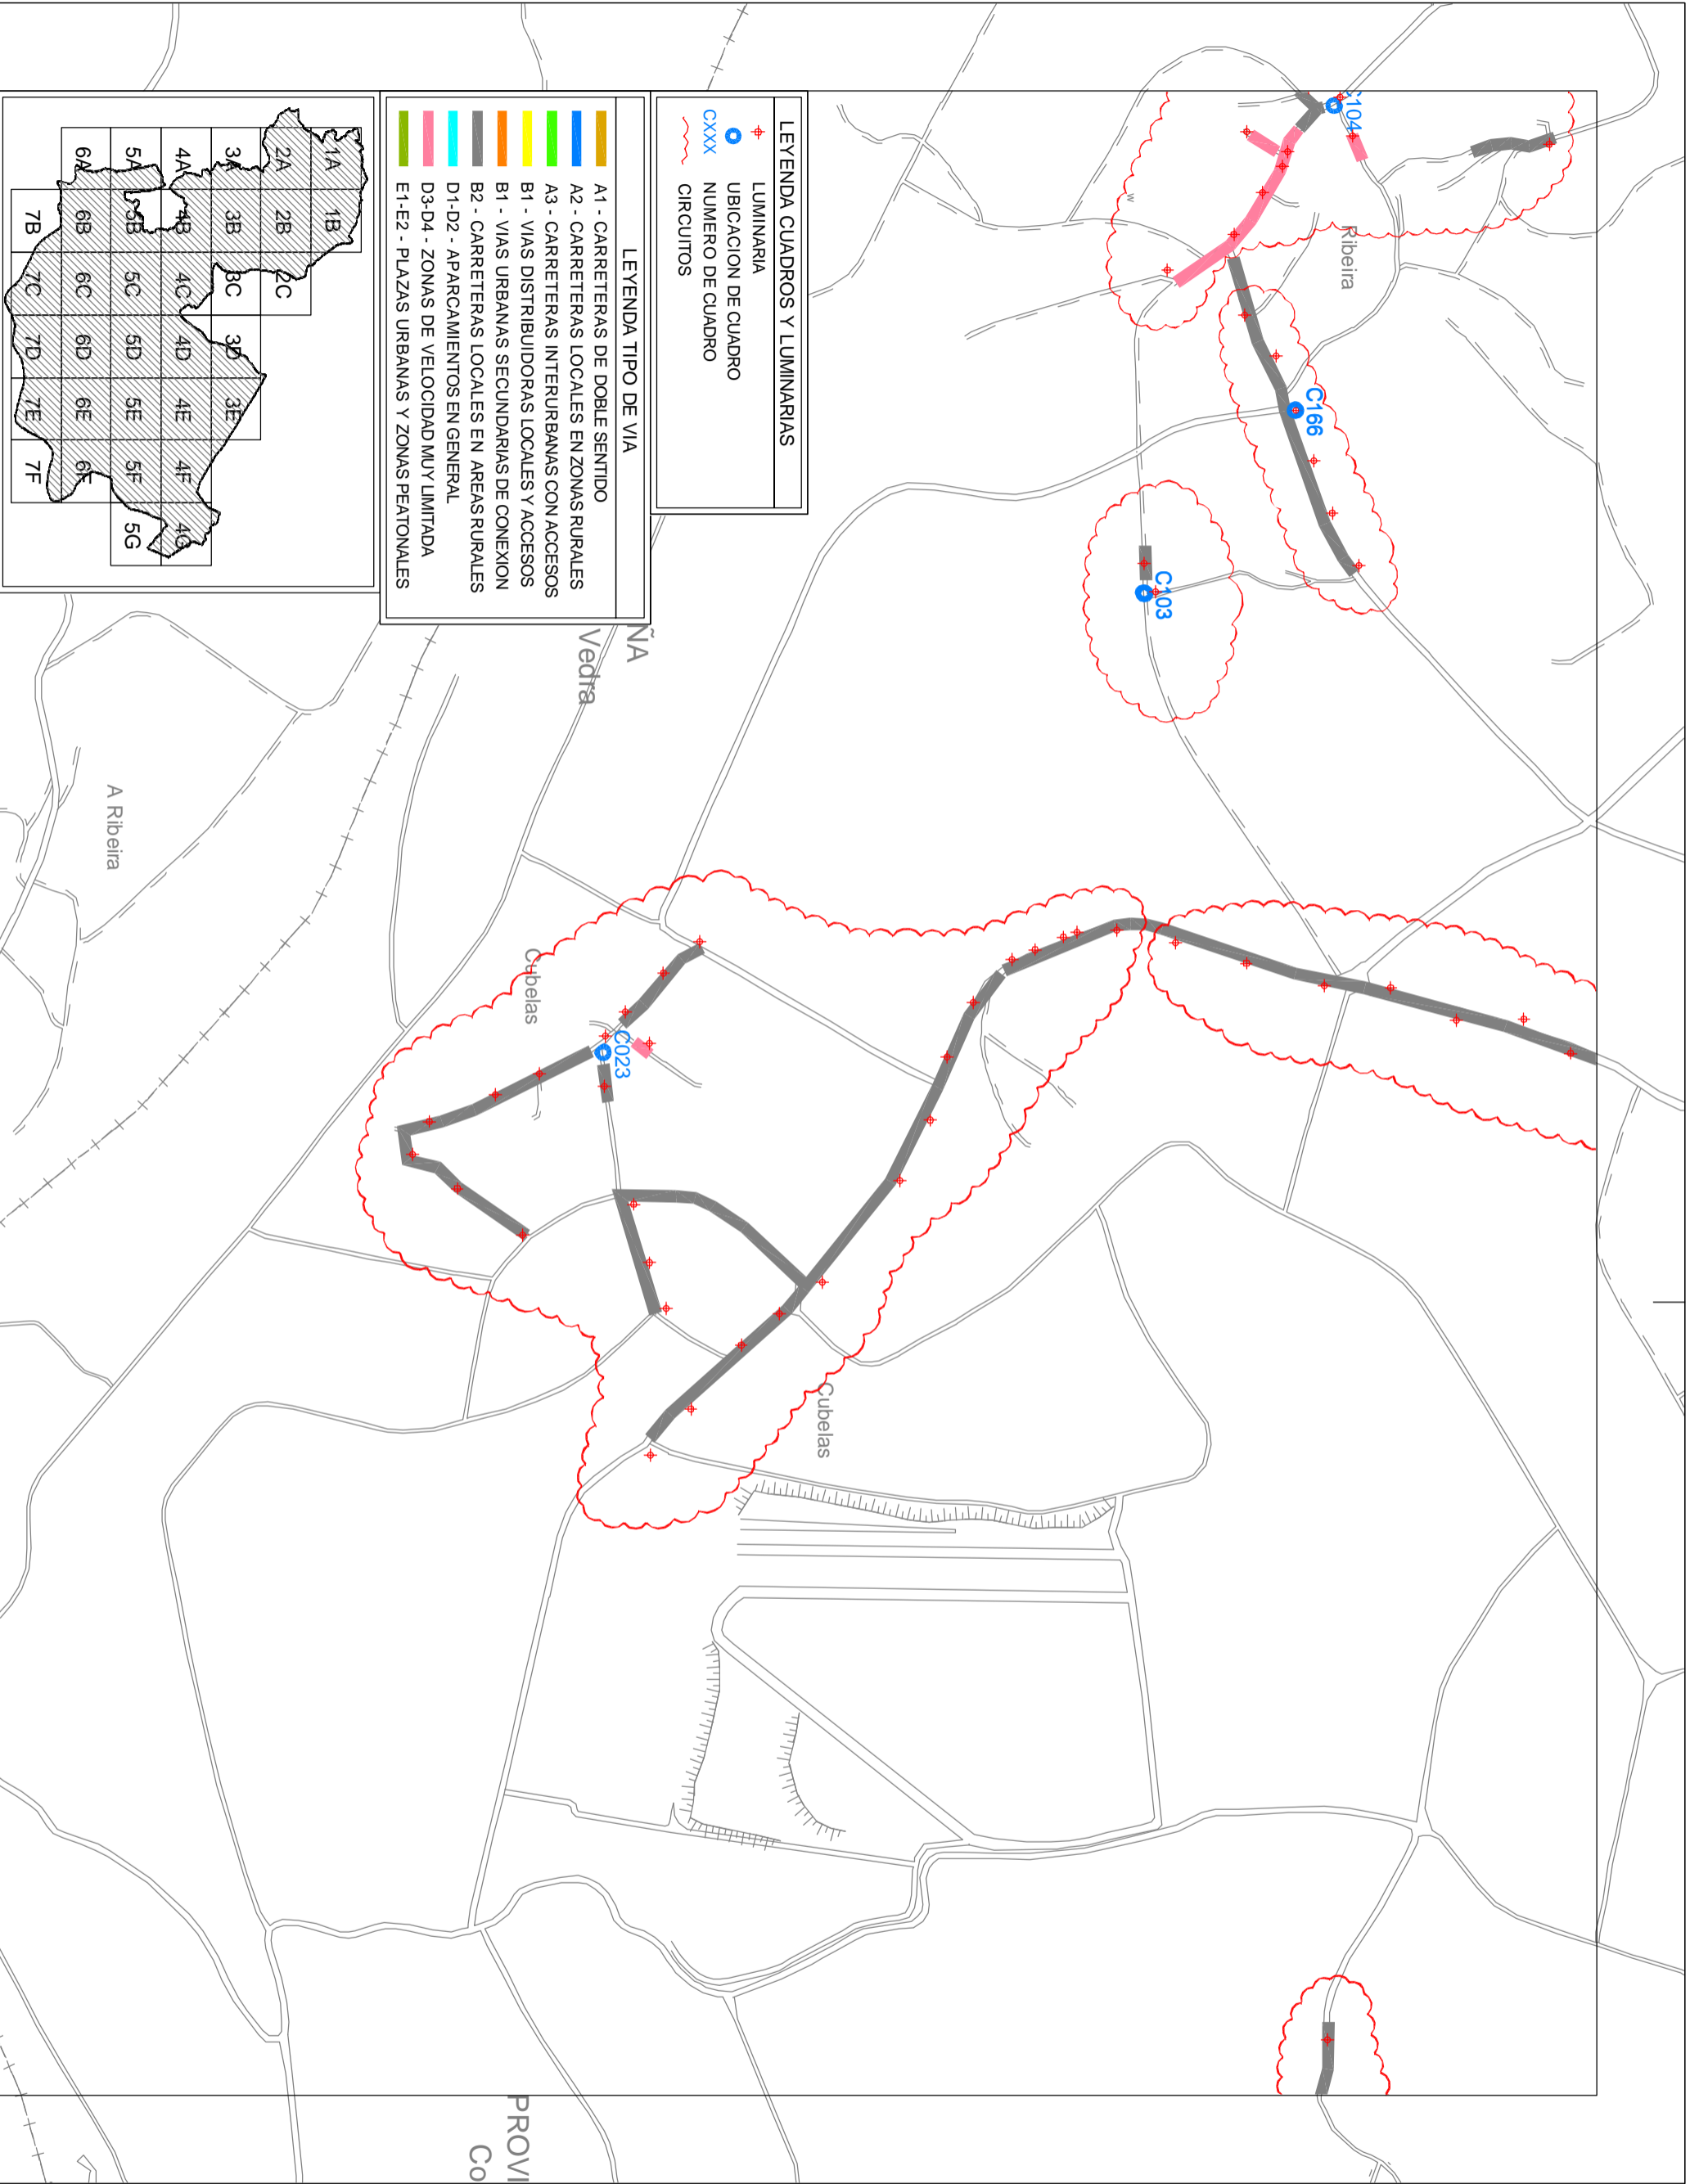 C104
Ribeira
C166
C103
LEYENDA CUADROS Y LUMINARIAS
LUMINARIA
UBICACION DE CUADRO
CXXX NUMERO DE CUADRO
CIRCUITOS
LEYENDA TIPO DE VIA
A1 - CARRETERAS DE DOBLE SENTIDO
A2 - CARRETERAS LOCALES EN ZONAS RURALES
A3 - CARRETERAS INTERURBANAS CON ACCESOS
B1 - VIAS DISTRIBUIDORAS LOCALES Y ACCESOS
B1 - VIAS URBANAS SECUNDARIAS DE CONEXION
B2 - CARRETERAS LOCALES EN AREAS RURALES
D1-D2 - APARCAMIENTOS EN GENERAL
D3-D4 - ZONAS DE VELOCIDAD MUY LIMITADA
E1-E2 - PLAZAS URBANAS Y ZONAS PEATONALES
1A 1B
2A 2B 2C
3A 3B 3C 3D 3E
4A 4B 4C 4D 4E 4F 4G
5A 5B 5C 5D 5E 5F 5G
6A 6B 6C 6D 6E 6F
7B 7C 7D 7E 7F
ÑA
Vedra
A Ribeira
Cubelas
C023
Cubelas
PROVI
Co